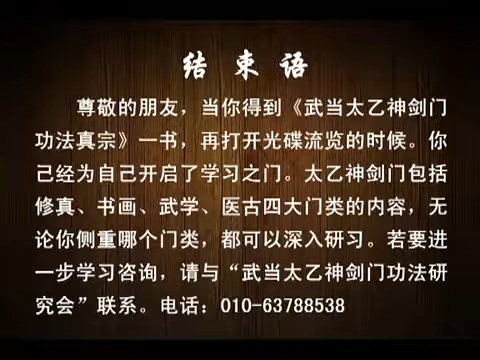 结束语
尊敬的朋友，当你得到《武当太乙神剑门
功法真宗》一书，再打开光碟流览的时候。你
己经为自己开启了学习之门。太乙神剑门包括
修真、书画、武学、医古四大门类的内容，无
论你侧重哪个门类，都可以深入研习。若要进
一步学习咨询，请与“武当太乙神剑门功法研
究会”联系。电话：010-63788538